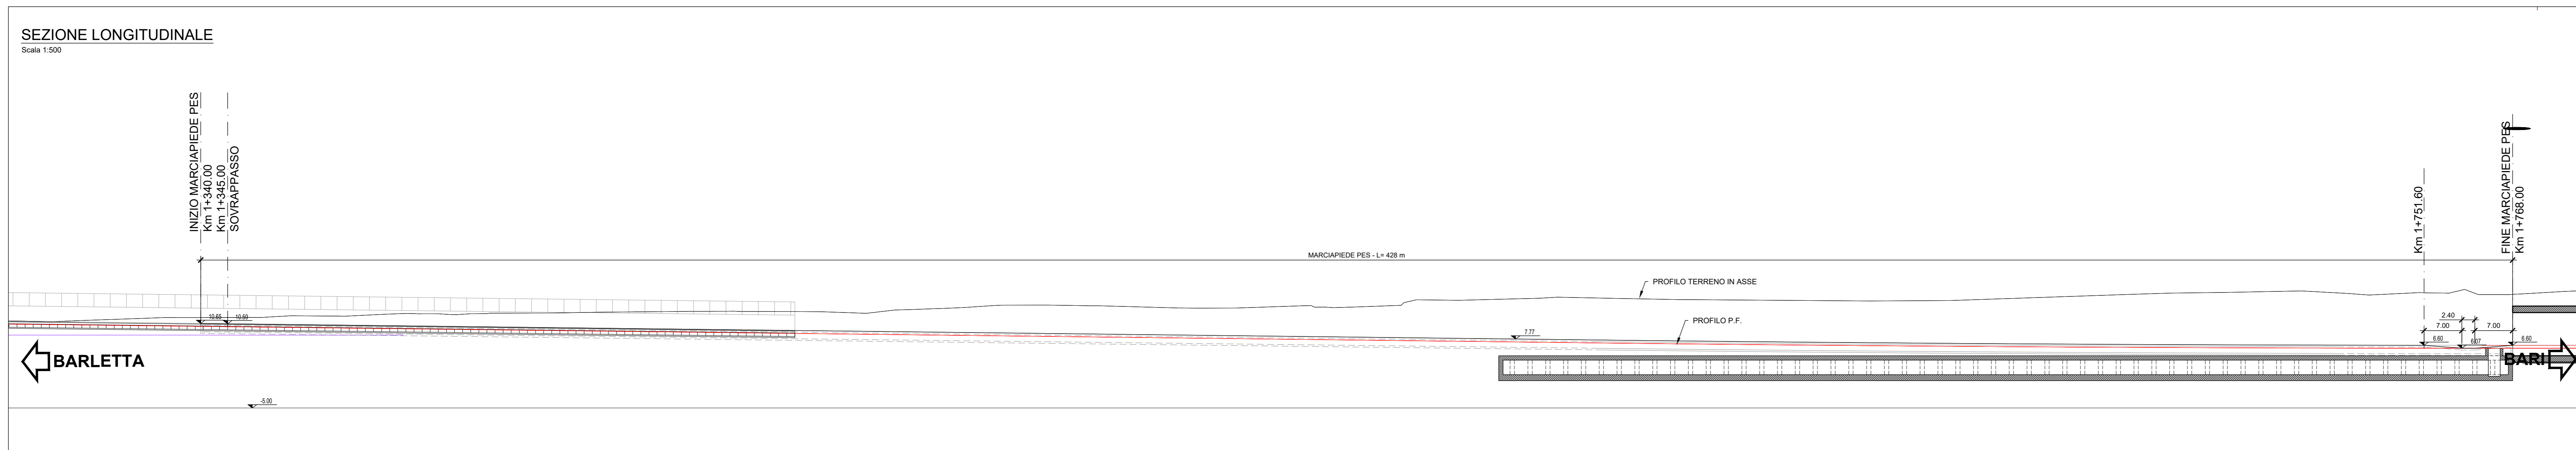 SEZIONE LONGITUDINALE
Scala 1:500
INIZIO MARCIAPIEDE PES
Km 1+340.00
Km 1+345.00
SOVRAPPASSO
Km 1+751.60
FINE MARCIAPIEDE PES
Km 1+768.00
MARCIAPIEDE PES - L= 428 m
PROFILO TERRENO IN ASSE
PROFILO P.F.
10.65
10.60
7.77
2.40
7.00
7.00
6.60
6.07
6.60
BARLETTA
BARI
-5.00